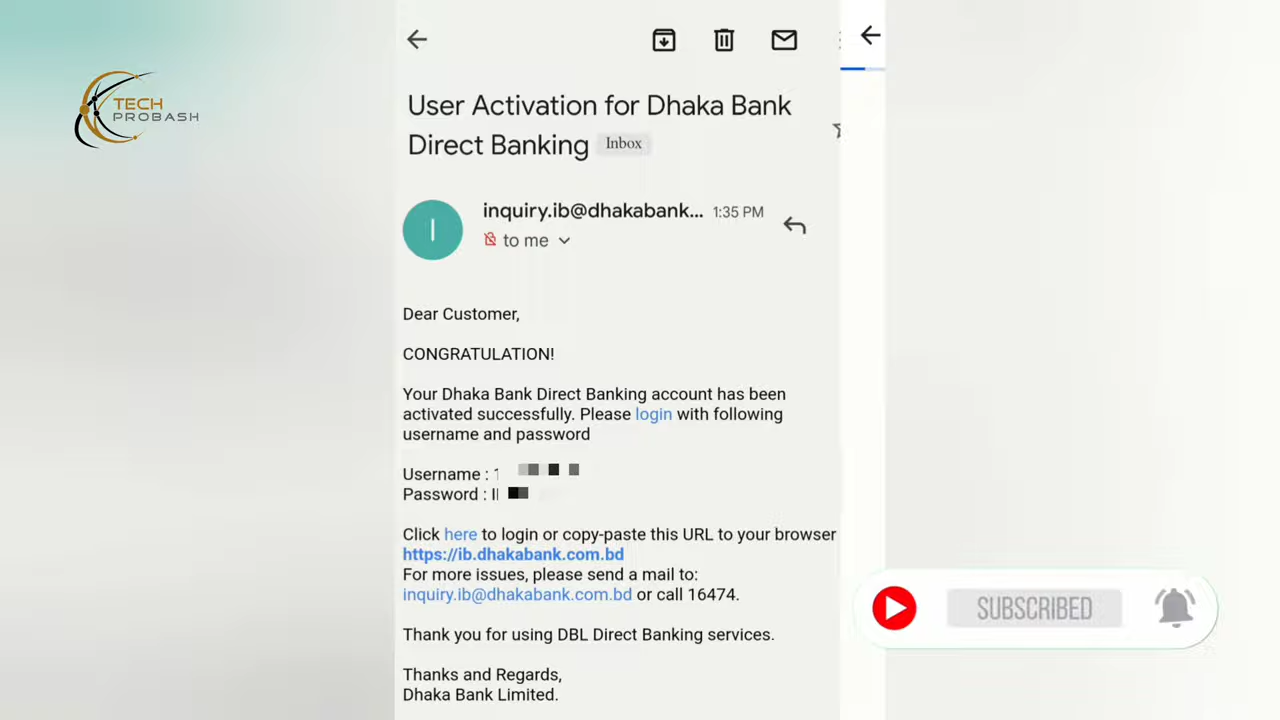 TECH
PROBASH
User Activation for Dhaka Bank
Direct Banking Inbox
inquiry.ib@dhakabank... 1:35 PM
I
to me
Dear Customer,
CONGRATULATION!
Your Dhaka Bank Direct Banking account has been
activated successfully. Please login with following
username and password
Username : 1
Password : I
Click here to login or copy-paste this URL to your browser
https://ib.dhakabank.com.bd
For more issues, please send a mail to:
inquiry.ib@dhakabank.com.bd or call 16474.
Thank you for using DBL Direct Banking services.
Thanks and Regards,
Dhaka Bank Limited.
SUBSCRIBED